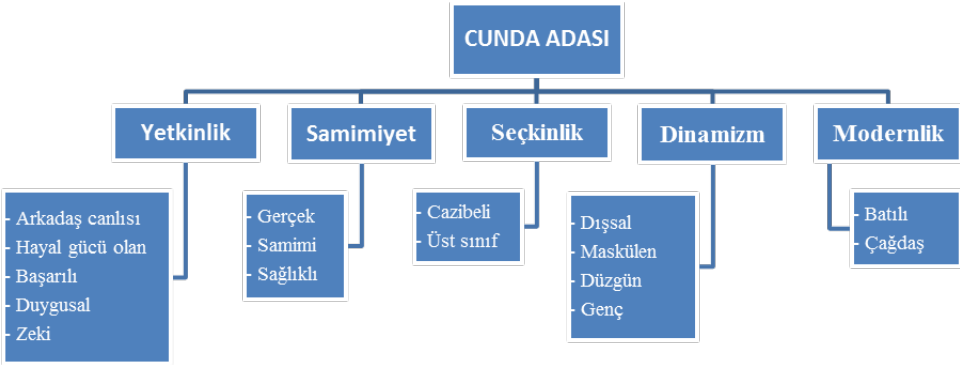 CUNDA ADASI
Yetkinlik
- Arkadaş canlısı
- Hayal gücü olan
- Başarılı
- Duygusal
- Zeki
Samimiyet
- Gerçek
- Samimi
- Sağlıklı
Seçkinlik
- Cazibeli
- Üst sınıf
Dinamizm
- Dışsal
- Maskülen
- Düzgün
- Genç
Modernlik
- Batılı
- Çağdaş